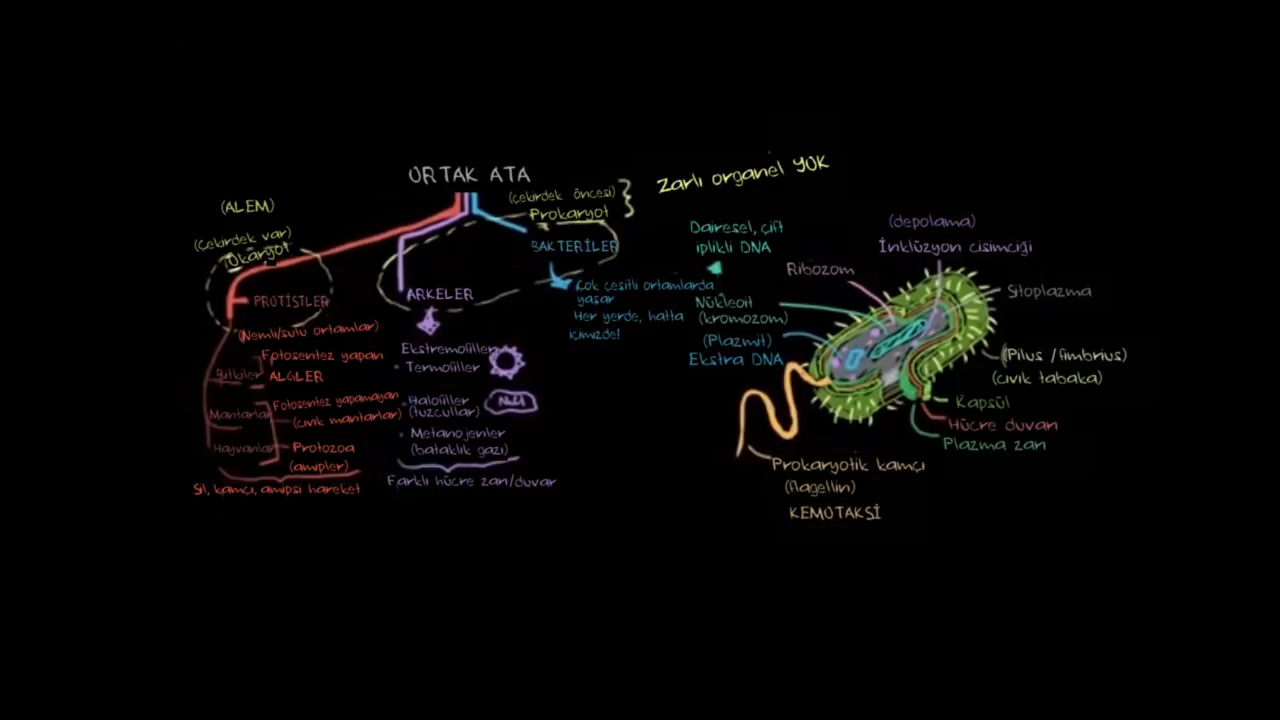 ORTAK ATA
(ALEM)
(çekirdek var)
Ökaryot
(çekirdek öncesi)
Prokaryot
Zarlı organel YOK
PROTİSTLER
(Nemli/sulu ortamlar)
Bitkiler
Fotosentez yapan
ALGLER
Mantarlar
Fotosentez yapamayan
(cıvık mantarlar)
Hayvanlar
Protozoa
(amipler)
Sil, kamçı, amipsi hareket
ARKELER
Ekstremofiller
• Termofiller
• Halofiller
(tuzcullar)
NaCl
• Metanojenler
(bataklık gazı)
Farklı hücre zarı/duvar
BAKTERİLER
Çok çeşitli ortamlarda
yaşar
Her yerde, hatta
içimizde!
Dairesel, çift
iplikli DNA
Nükleoit
(kromozom)
(Plazmit)
Ekstra DNA
Ribozom
(depolama)
İnklüzyon cisimciği
Sitoplazma
(Pilus / fimbrius)
(cıvık tabaka)
Kapsül
Hücre duvarı
Plazma zarı
Prokaryotik kamçı
(flagellin)
KEMOTAKSİ